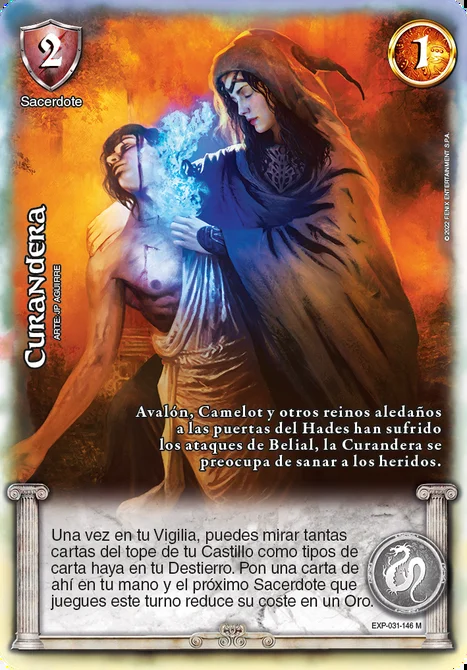 2
1
Sacerdote
© 2022 FENIX ENTERTAINMENT S.P.A
Curandera
ARTE: JP AGUIRRE
Avalón, Camelot y otros reinos aledaños
a las puertas del Hades han sufrido
los ataques de Belial, la Curandera se
preocupa de sanar a los heridos.
Una vez en tu Vigilia, puedes mirar tantas
cartas del tope de tu Castillo como tipos de
carta haya en tu Destierro. Pon una carta de
ahí en tu mano y el próximo Sacerdote que
juegues este turno reduce su coste en un Oro.
EXP-031-146 M